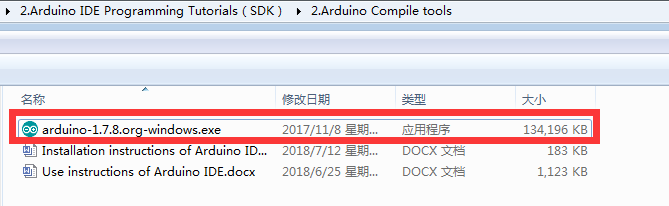 2.Arduino IDE Programming Tutorials ( SDK ) 2.Arduino Compile tools
名称 修改日期 类型 大小
arduino-1.7.8.org-windows.exe 2017/11/8 星期... 应用程序 134,196 KB
Installation instructions of Arduino ID... 2018/7/12 星期... DOCX 文档 183 KB
Use instructions of Arduino IDE.docx 2018/6/25 星期... DOCX 文档 1,123 KB